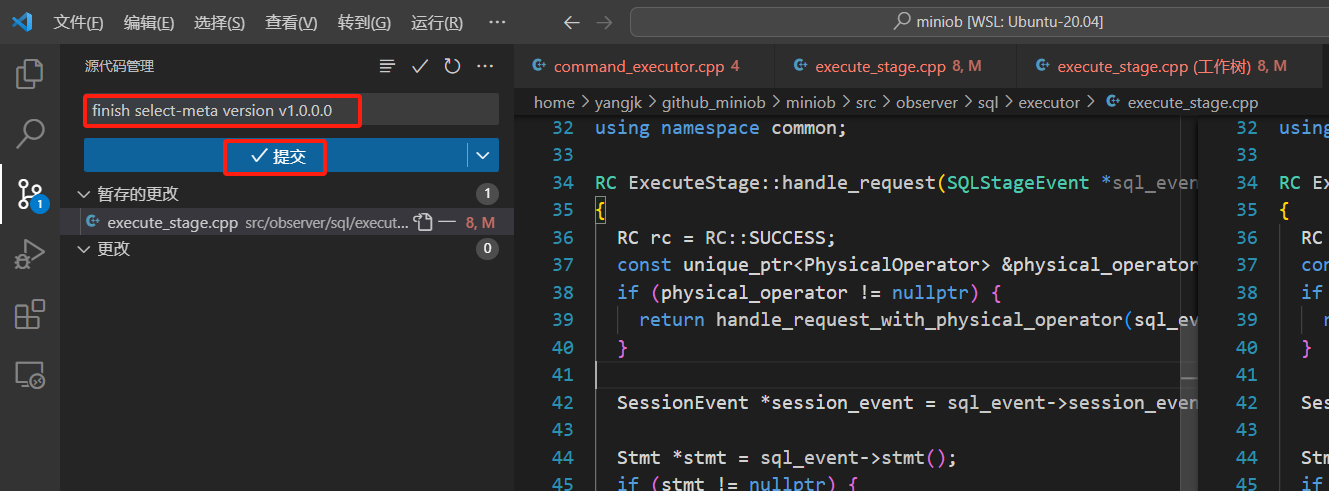 文件(F) 编辑(E) 选择(S) 查看(V) 转到(G) 运行(R) ··· ← → miniob [WSL: Ubuntu-20.04]
源代码管理
finish select-meta version v1.0.0.0
提交
暂存的更改 1
execute_stage.cpp src/observer/sql/execut... 8, M
更改 0
1
command_executor.cpp 4
execute_stage.cpp 8, M
execute_stage.cpp (工作树) 8, M
home > yangjk > github_miniob > miniob > src > observer > sql > executor > execute_stage.cpp
32 using namespace common;
33
34 RC ExecuteStage::handle_request(SQLStageEvent *sql_even
35 {
36 RC rc = RC::SUCCESS;
37 const unique_ptr<PhysicalOperator> &physical_operator
38 if (physical_operator != nullptr) {
39 return handle_request_with_physical_operator(sql_ev
40 }
41
42 SessionEvent *session_event = sql_event->session_even
43
44 Stmt *stmt = sql_event->stmt();
45 if (stmt != nullptr) {
32 usin
33
34 RC Ex
35 {
36 RC
37 con
38 if
39 r
40 }
41
42 Ses
43
44 Stm
45 if